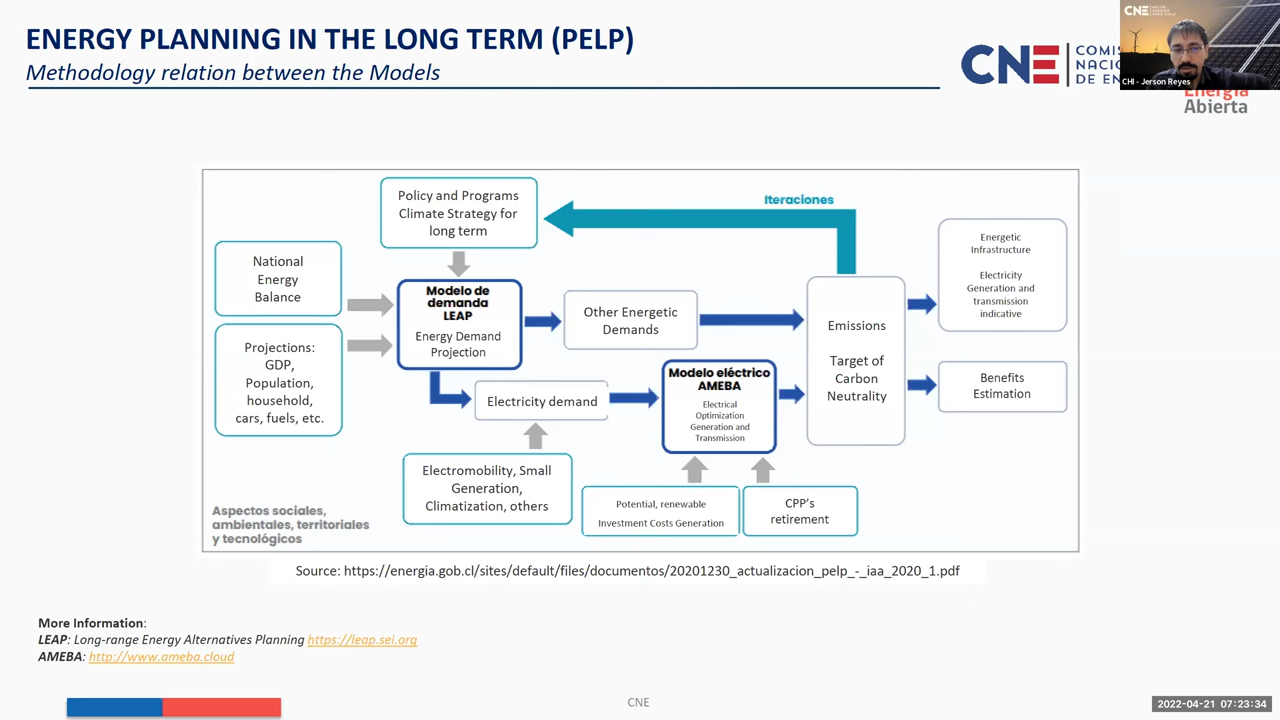 ENERGY PLANNING IN THE LONG TERM (PELP)
Methodology relation between the Models
CNE
COMIS
NACIO
DE EN
CNE
CHI - Jerson Reyes
Energía
Abierta
Policy and Programs
Climate Strategy for
long term
Iteraciones
National
Energy
Balance
Projections:
GDP,
Population,
household,
cars, fuels, etc.
Modelo de
demanda
LEAP
Energy Demand
Projection
Other Energetic
Demands
Electricity demand
Modelo eléctrico
AMEBA
Electrical
Optimization
Generation and
Transmission
Emissions
Target of
Carbon
Neutrality
Energetic
Infrastructure
Electricity
Generation and
transmission
indicative
Benefits
Estimation
Electromobility, Small
Generation,
Climatization, others
Potential, renewable
Investment Costs Generation
CPP's
retirement
Aspectos sociales,
ambientales, territoriales
y tecnológicos
Source: https://energia.gob.cl/sites/default/files/documentos/20201230_actualizacion_pelp_-_iaa_2020_1.pdf
More Information:
LEAP: Long-range Energy Alternatives Planning https://leap.sei.org
AMEBA: http://www.ameba.cloud
CNE
2022-04-21 07:23:34